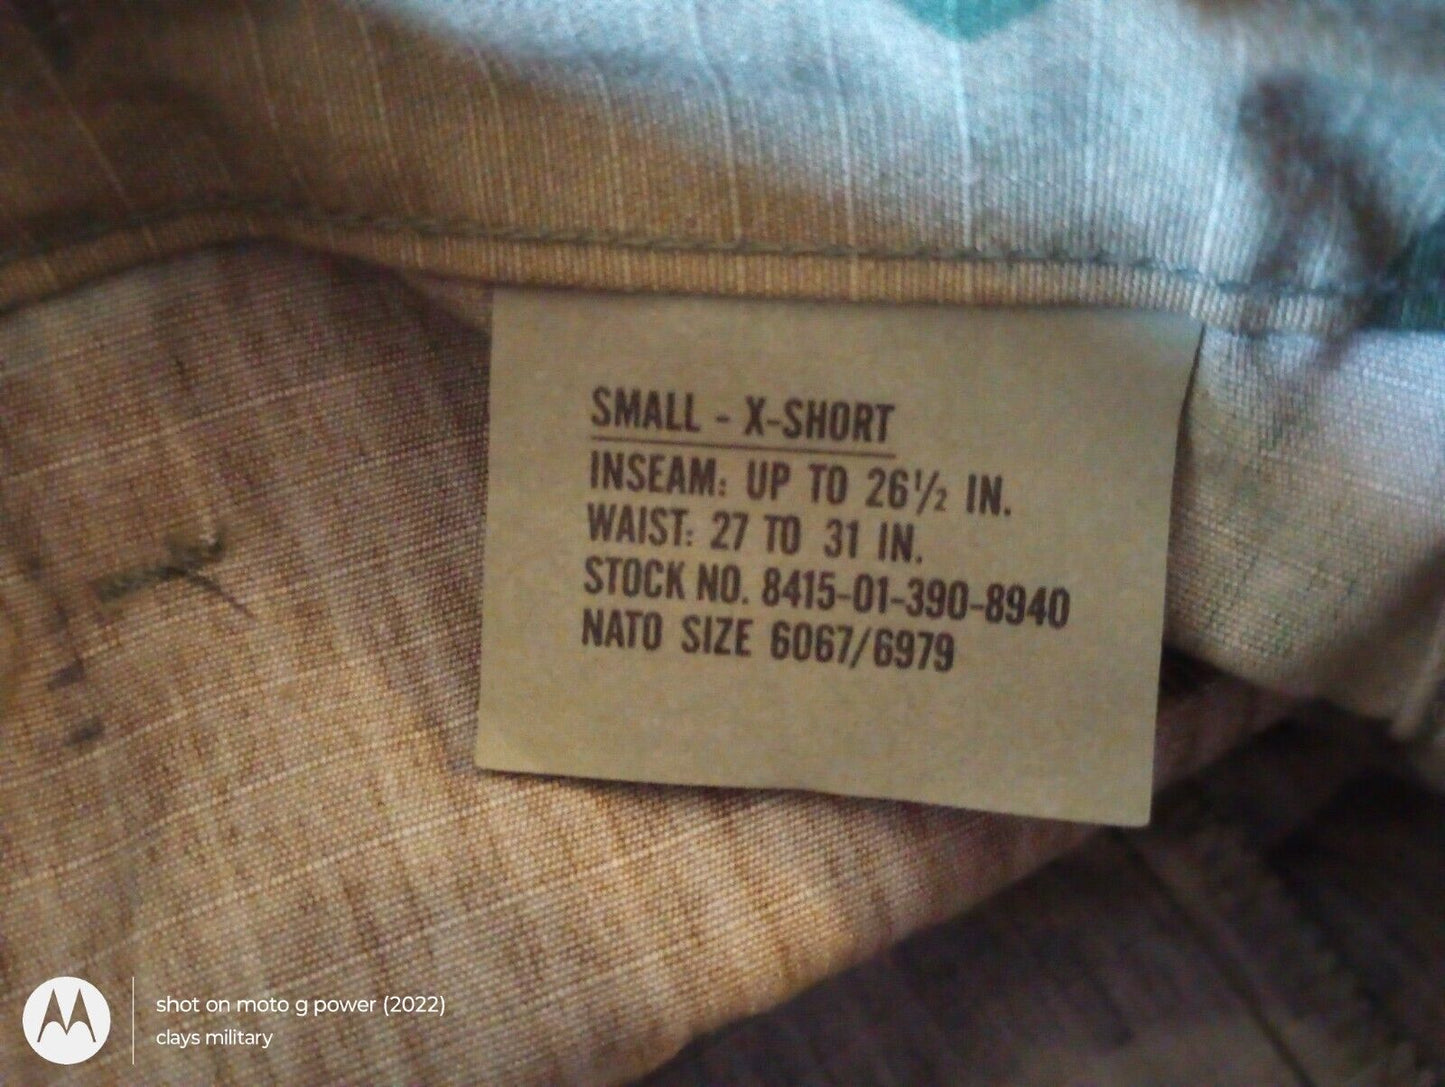 SMALL - X-SHORT
INSEAM: UP TO 26½ IN.
WAIST: 27 TO 31 IN.
STOCK NO. 8415-01-390-8940
NATO SIZE 6067/6979
shot on moto g power (2022)
clays military